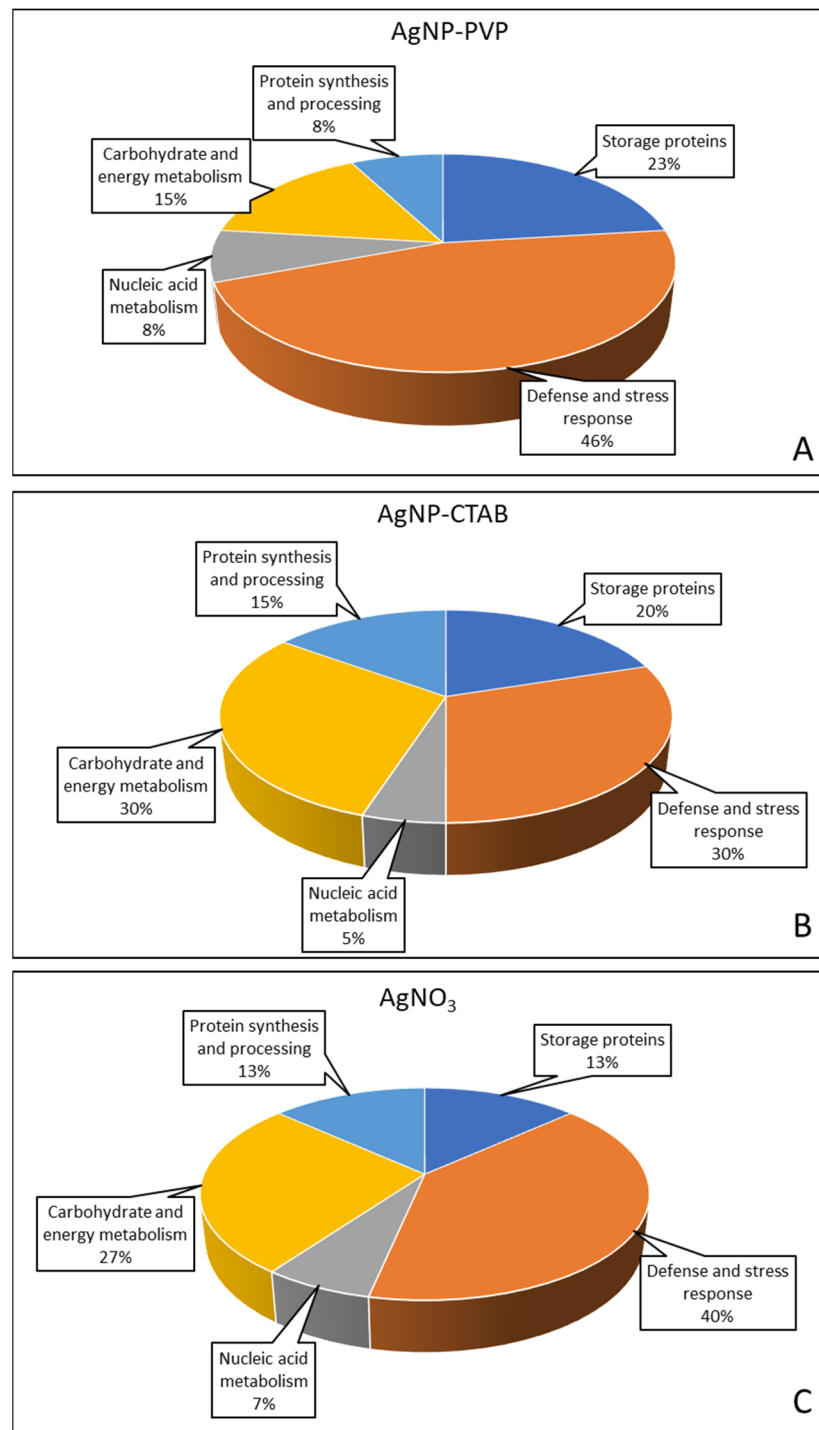 AgNP-PVP
Protein synthesis
and processing
8%
Storage proteins
23%
Carbohydrate and
energy metabolism
15%
Nucleic acid
metabolism
8%
Defense and stress
response
46%
A
AgNP-CTAB
Protein synthesis
and processing
15%
Storage proteins
20%
Carbohydrate and
energy metabolism
30%
Defense and stress
response
30%
Nucleic acid
metabolism
5%
B
AgNO₃
Protein synthesis
and processing
13%
Storage proteins
13%
Carbohydrate and
energy metabolism
27%
Defense and stress
response
40%
Nucleic acid
metabolism
7%
C